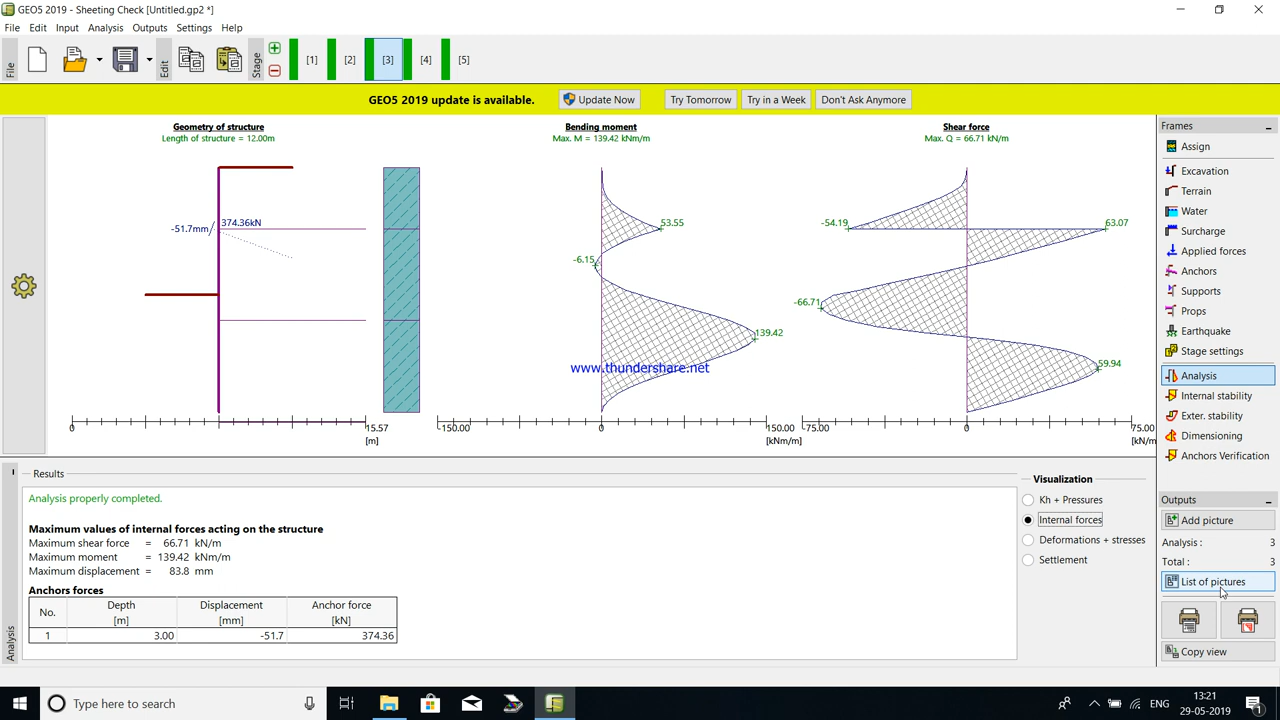 GEO5 2019 - Sheeting Check [Untitled.gp2 *]
File Edit Input Analysis Outputs Settings Help
File Edit Stage [1] [2] [3] [4] [5]
GEO5 2019 update is available. Update Now Try Tomorrow Try in a Week Don't Ask Anymore
Geometry of structure
Length of structure = 12.00m
-51.7mm
374.36kN
0
15.57
[m]
Bending moment
Max. M = 139.42 kNm/m
53.55
-6.15
139.42
-150.00
0
150.00
[kNm/m]
Shear force
Max. Q = 66.71 kN/m
-54.19
63.07
-66.71
59.94
-75.00
0
75.00
[kN/m
www.thundershare.net
Frames
Assign
Excavation
Terrain
Water
Surcharge
Applied forces
Anchors
Supports
Props
Earthquake
Stage settings
Analysis
Internal stability
Exter. stability
Dimensioning
Anchors Verification
Outputs
Add picture
Analysis : 3
Total : 3
List of pictures
Copy view
Analysis
Results
Analysis properly completed.
Maximum values of internal forces acting on the structure
Maximum shear force = 66.71 kN/m
Maximum moment = 139.42 kNm/m
Maximum displacement = 83.8 mm
Anchors forces
No. Depth Displacement Anchor force
[m] [mm] [kN]
1 3.00 -51.7 374.36
Visualization
Kh + Pressures
Internal forces
Deformations + stresses
Settlement
Type here to search
ENG
13:21
29-05-2019
1